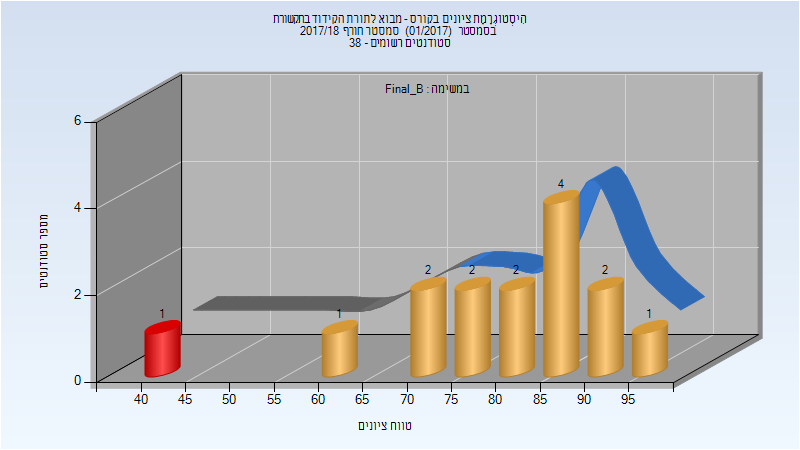 היסטוגרמת ציונים בקורס - מבוא לתורת הקידוד בתקשורת
בסמסטר (01/2017) סמסטר חורף 2017/18
סטודנטים רשומים - 38
במשימה : Final_B
מספר סטודנטים
6
4
2
0
1
1
2
2
2
4
2
1
40 45 50 55 60 65 70 75 80 85 90 95
טווח ציונים